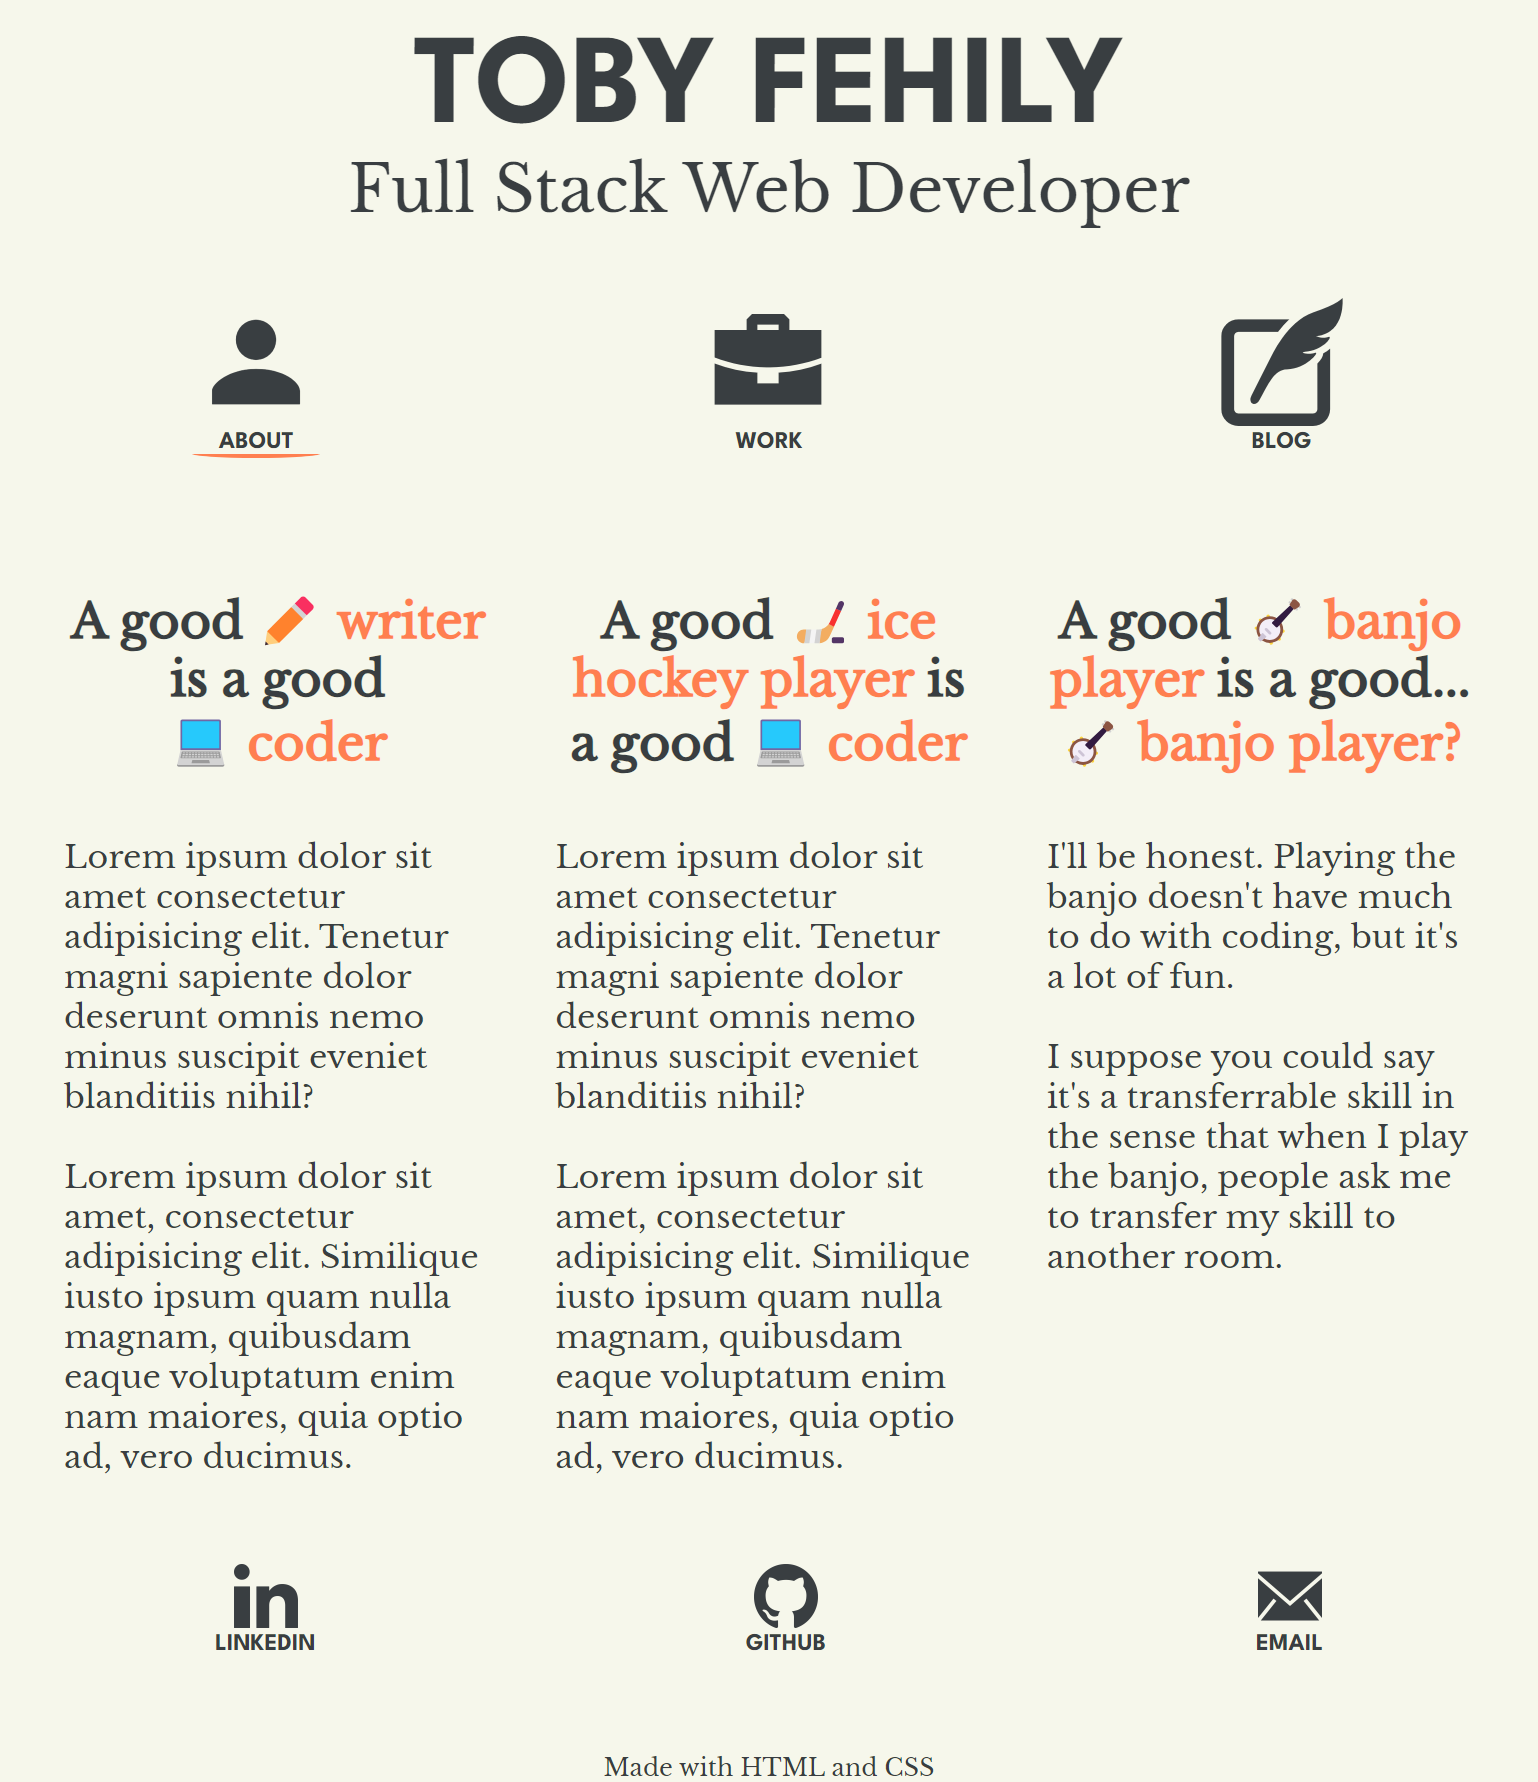 TOBY FEHILY
Full Stack Web Developer
ABOUT
WORK
BLOG
A good writer
is a good
coder
A good ice
hockey player is
a good coder
A good banjo
player is a good...
banjo player?
Lorem ipsum dolor sit
amet consectetur
adipisicing elit. Tenetur
magni sapiente dolor
deserunt omnis nemo
minus suscipit eveniet
blanditiis nihil?
Lorem ipsum dolor sit
amet, consectetur
adipisicing elit. Similique
iusto ipsum quam nulla
magnam, quibusdam
eaque voluptatum enim
nam maiores, quia optio
ad, vero ducimus.
Lorem ipsum dolor sit
amet consectetur
adipisicing elit. Tenetur
magni sapiente dolor
deserunt omnis nemo
minus suscipit eveniet
blanditiis nihil?
Lorem ipsum dolor sit
amet, consectetur
adipisicing elit. Similique
iusto ipsum quam nulla
magnam, quibusdam
eaque voluptatum enim
nam maiores, quia optio
ad, vero ducimus.
I'll be honest. Playing the
banjo doesn't have much
to do with coding, but it's
a lot of fun.
I suppose you could say
it's a transferrable skill in
the sense that when I play
the banjo, people ask me
to transfer my skill to
another room.
LINKEDIN
GITHUB
EMAIL
Made with HTML and CSS